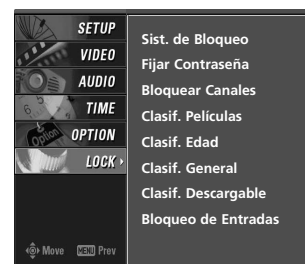 SETUP
VIDEO
AUDIO
TIME
OPTION
LOCK
Move MENU Prev
Sist. de Bloqueo
Fijar Contraseña
Bloquear Canales
Clasif. Películas
Clasif. Edad
Clasif. General
Clasif. Descargable
Bloqueo de Entradas